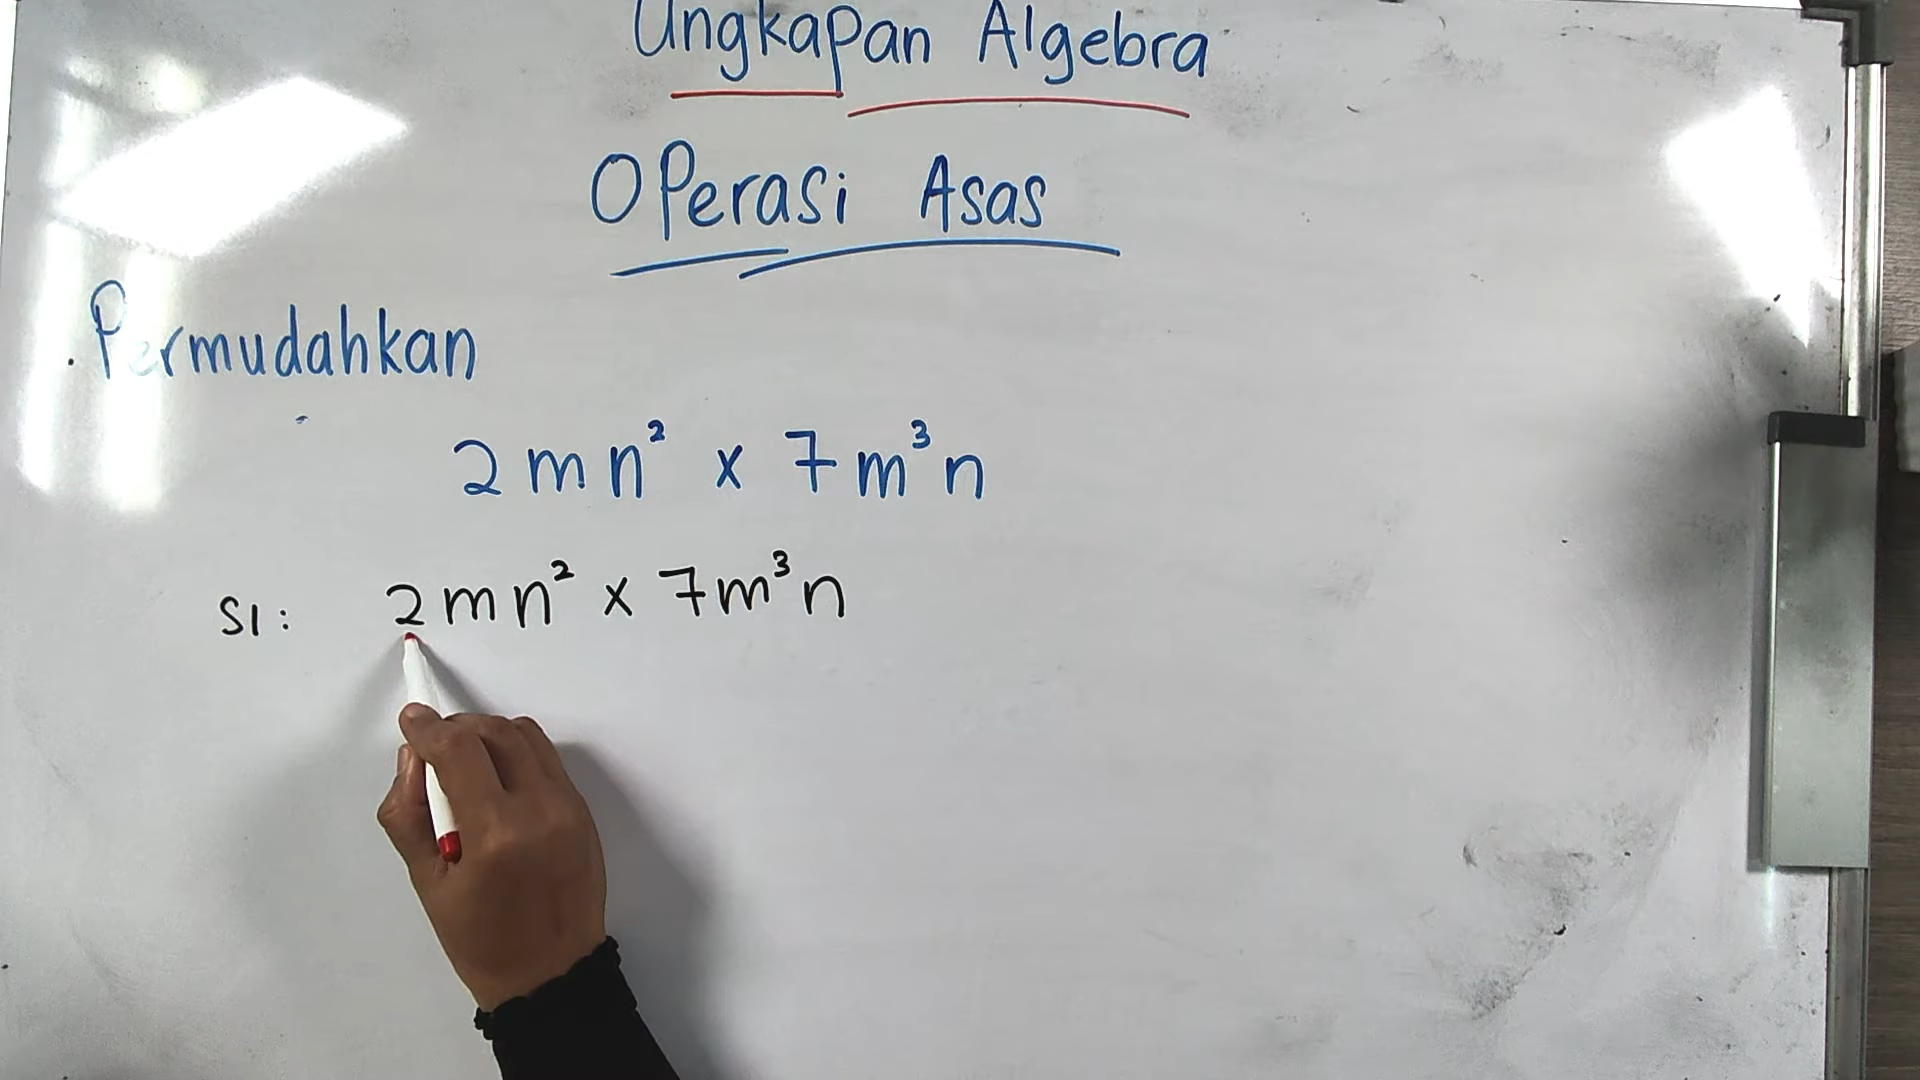 Ungkapan Algebra
Operasi Asas
Permudahkan
2mn² x 7m³n
S1: 2mn² x 7m³n